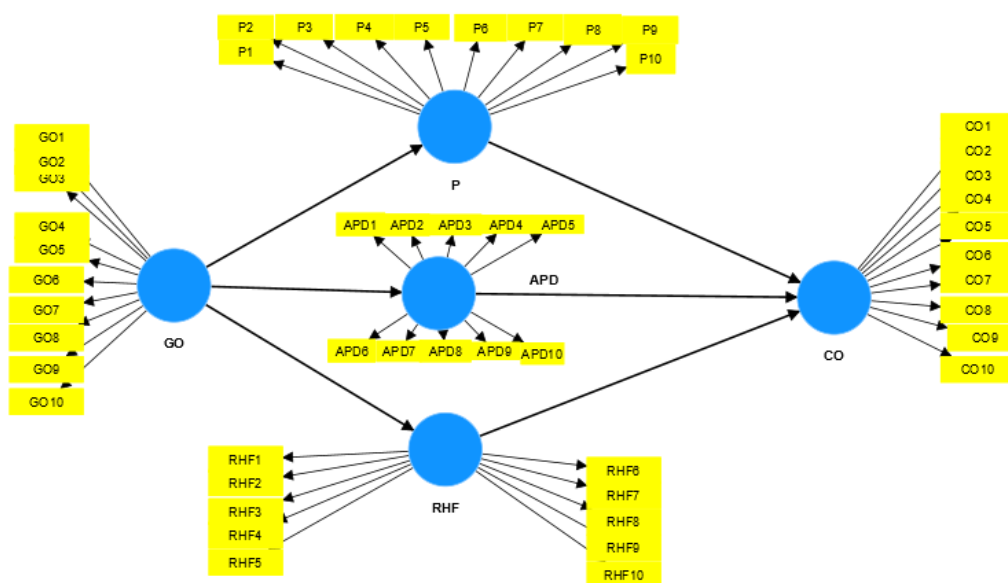 P2 P3 P4 P5 P6 P7 P8 P9
P1 P10
P
GO1
GO2
GO3
GO4
GO5
GO6
GO7
GO8
GO9
GO10
GO
APD1 APD2 APD3 APD4 APD5
APD
APD6 APD7 APD8 APD9 APD10
CO1
CO2
CO3
CO4
CO5
CO6
CO7
CO8
CO9
CO10
CO
RHF1
RHF2
RHF3
RHF4
RHF5
RHF
RHF6
RHF7
RHF8
RHF9
RHF10